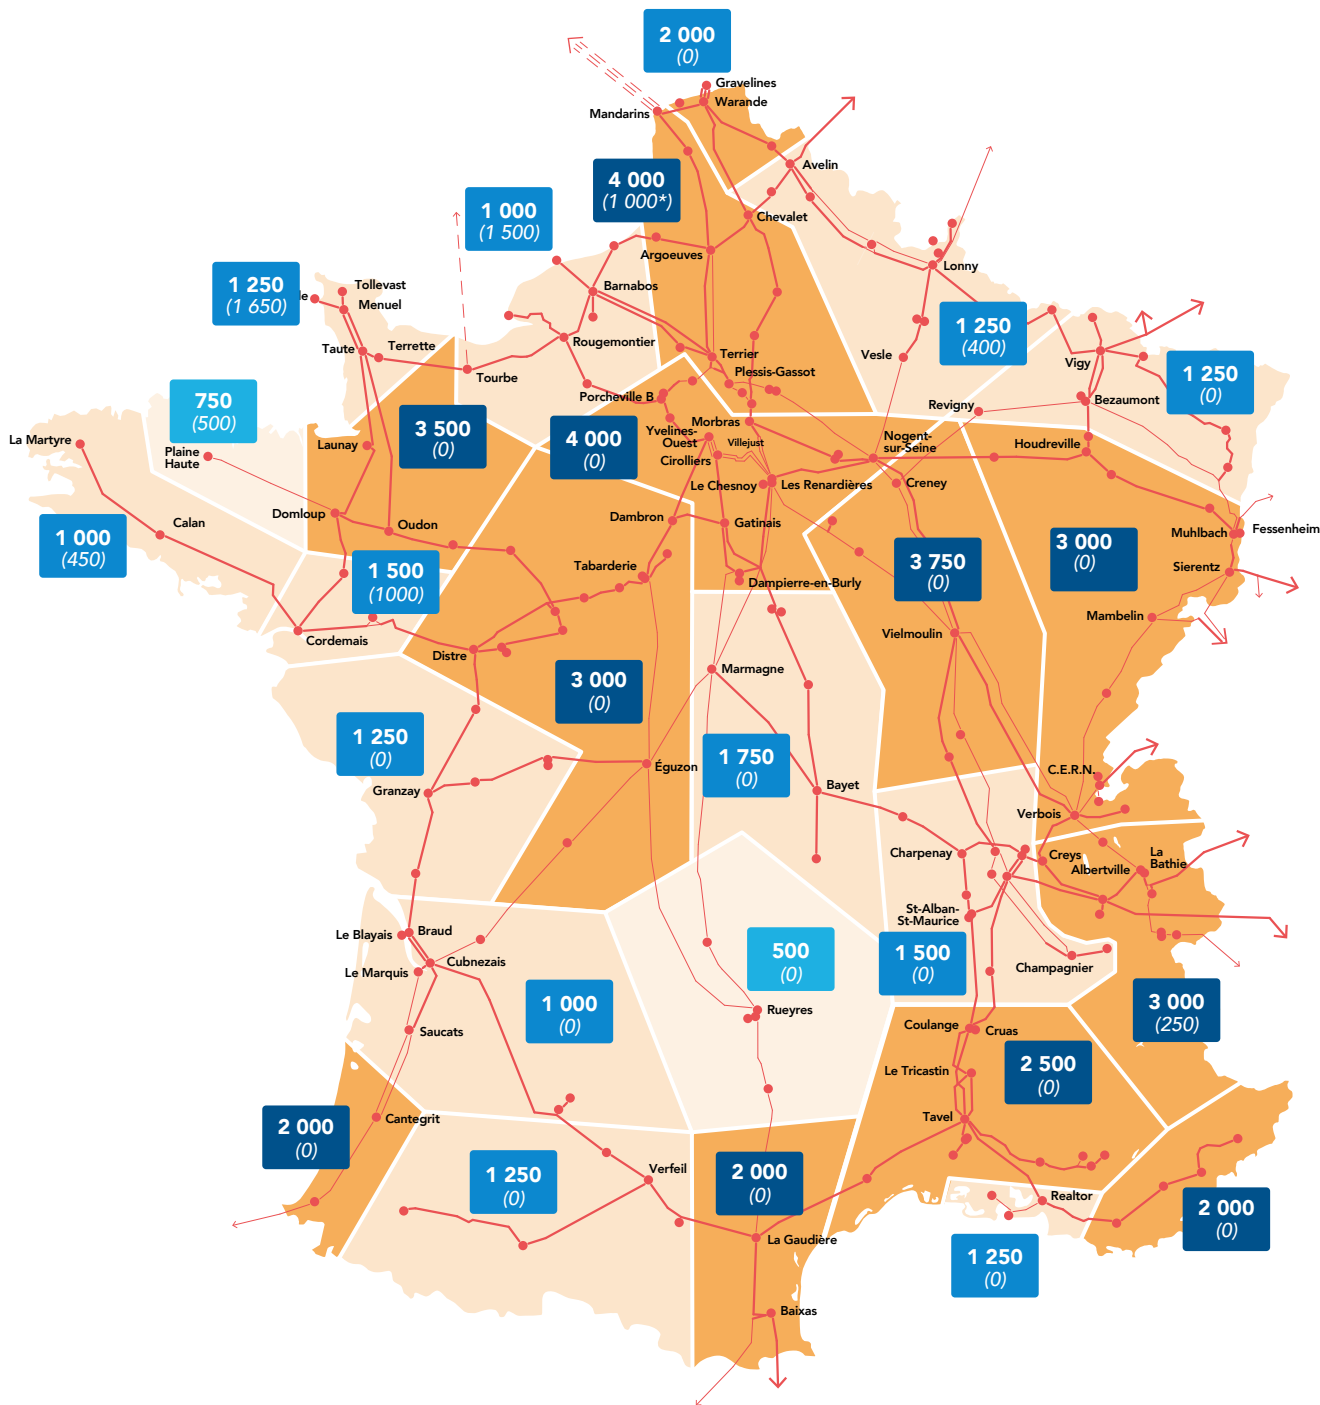 2 000
(0)
Gravelines
Warande
Mandarins
Avelin
4 000
(1 000*)
1 000
(1 500)
Chevalet
Argoeuves
Lonny
1 250
(1 650)
Tollevast
le
Menuel
Barnabos
1 250
(400)
Taute
Terrette
Rougemontier
Terrier
Vesle
Vigy
1 250
(0)
Tourbe
Plessis-Gassot
Porcheville B
Revigny
Bezaumont
750
(500)
La Martyre
Launay
3 500
(0)
4 000
(0)
Morbras
Yvelines-
Ouest
Villejust
Cirolliers
Nogent-
sur-Seine
Houdreville
Plaine
Haute
Le Chesnoy
Les Renardières
Creney
Domloup
Oudon
Calan
Dambron
Gatinais
Muhlbach
Fessenheim
1 000
(450)
1 500
(1000)
Tabarderie
Dampierre-en-Burly
3 750
(0)
3 000
(0)
Sierentz
Mambelin
Cordemais
Distre
Vielmoulin
Marmagne
3 000
(0)
1 250
(0)
1 750
(0)
Éguzon
Granzay
Bayet
C.E.R.N.
Verbois
Charpenay
Creys
Albertville
La
Bathie
St-Alban-
St-Maurice
Le Blayais
Braud
Cubnezais
Le Marquis
500
(0)
1 500
(0)
Champagnier
1 000
(0)
Rueyres
3 000
(250)
Saucats
Coulange
Cruas
Le Tricastin
2 500
(0)
Cantegrit
Tavel
2 000
(0)
1 250
(0)
Verfeil
2 000
(0)
Realtor
2 000
(0)
La Gaudière
1 250
(0)
Baixas